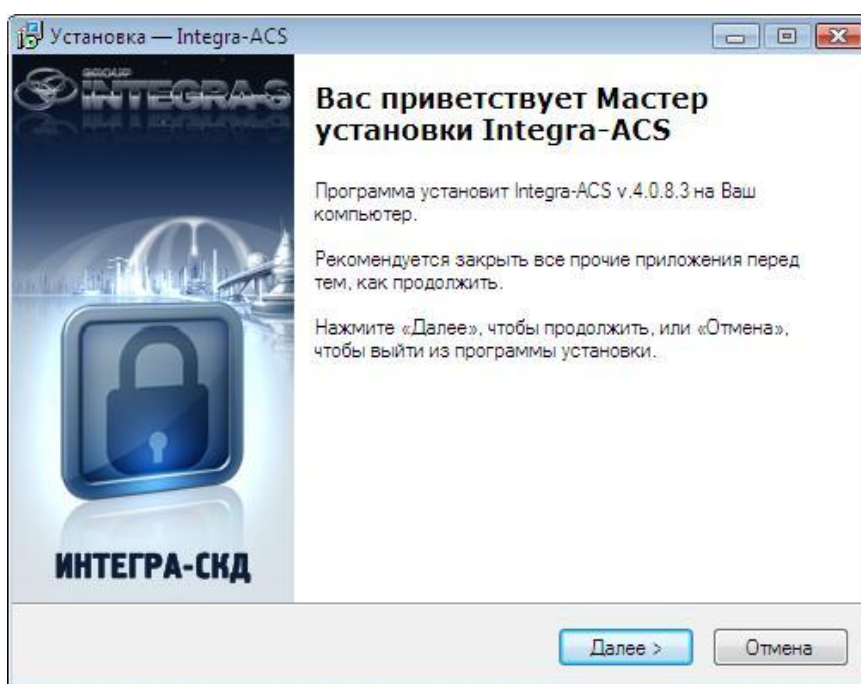 Установка — Integra-ACS
GROUP
INTEGRA-S
Вас приветствует Мастер
установки Integra-ACS
Программа установит Integra-ACS v.4.0.8.3 на Ваш
компьютер.
Рекомендуется закрыть все прочие приложения перед
тем, как продолжить.
Нажмите «Далее», чтобы продолжить, или «Отмена»,
чтобы выйти из программы установки.
ИНТЕГРА-СКД
Далее >
Отмена